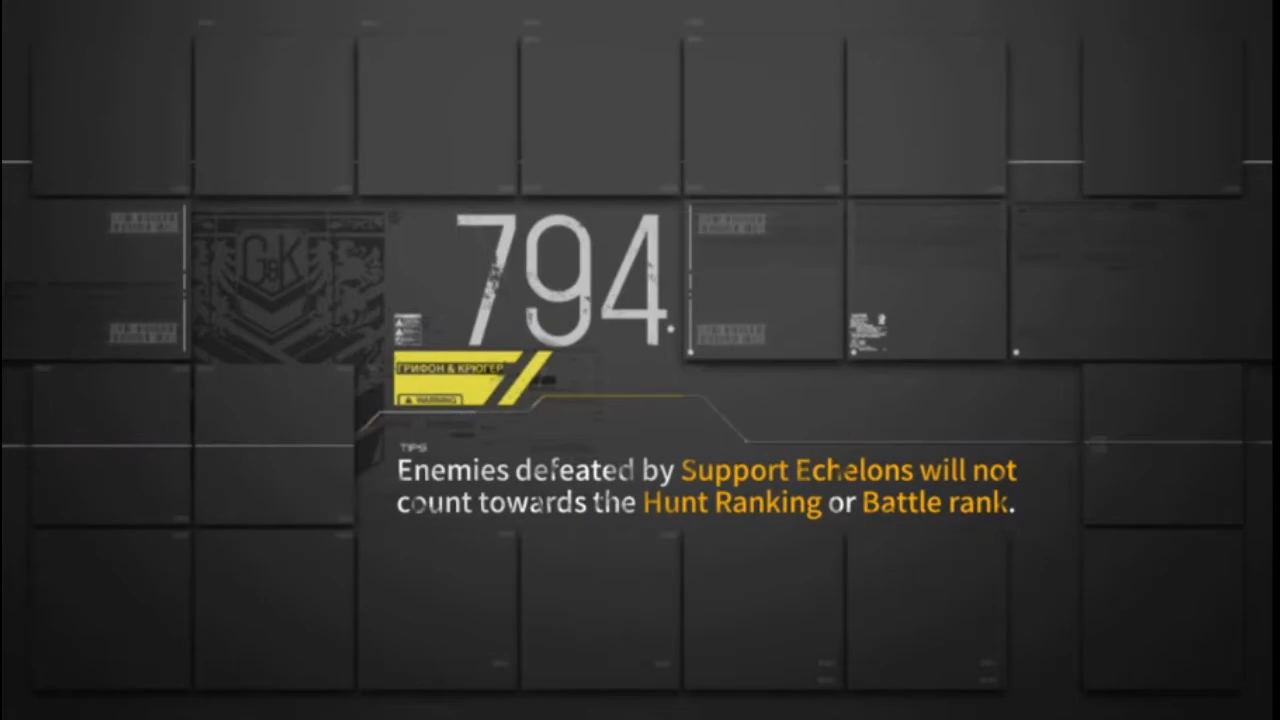 G&K
794.
ГРИФОН & КРЮГЕР
WARNING
TIPS
Enemies defeated by Support Echelons will not
count towards the Hunt Ranking or Battle rank.